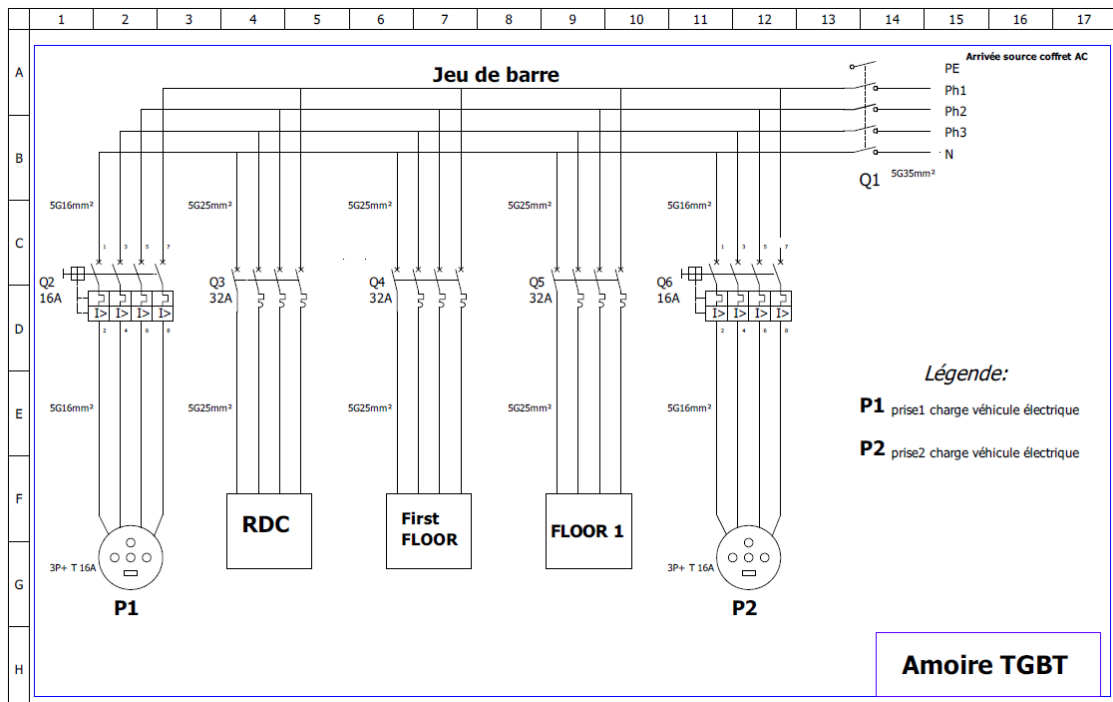 1 2 3 4 5 6 7 8 9 10 11 12 13 14 15 16 17
A
B
C
D
E
F
G
H
Jeu de barre
Arrivée source coffret AC
PE
Ph1
Ph2
Ph3
N
Q1 5G35mm²
5G16mm² 5G25mm² 5G25mm² 5G25mm² 5G16mm²
1 3 5 7 1 3 5 7
Q2 Q3 Q4 Q5 Q6
16A 32A 32A 32A 16A
I> I> I> I> I> I> I> I>
2 4 6 8 2 4 6 8
Légende:
5G16mm² 5G25mm² 5G25mm² 5G25mm² 5G16mm²
P1 prise1 charge véhicule électrique
P2 prise2 charge véhicule électrique
RDC
First
FLOOR
FLOOR 1
3P+ T 16A 3P+ T 16A
P1 P2
Amoire TGBT